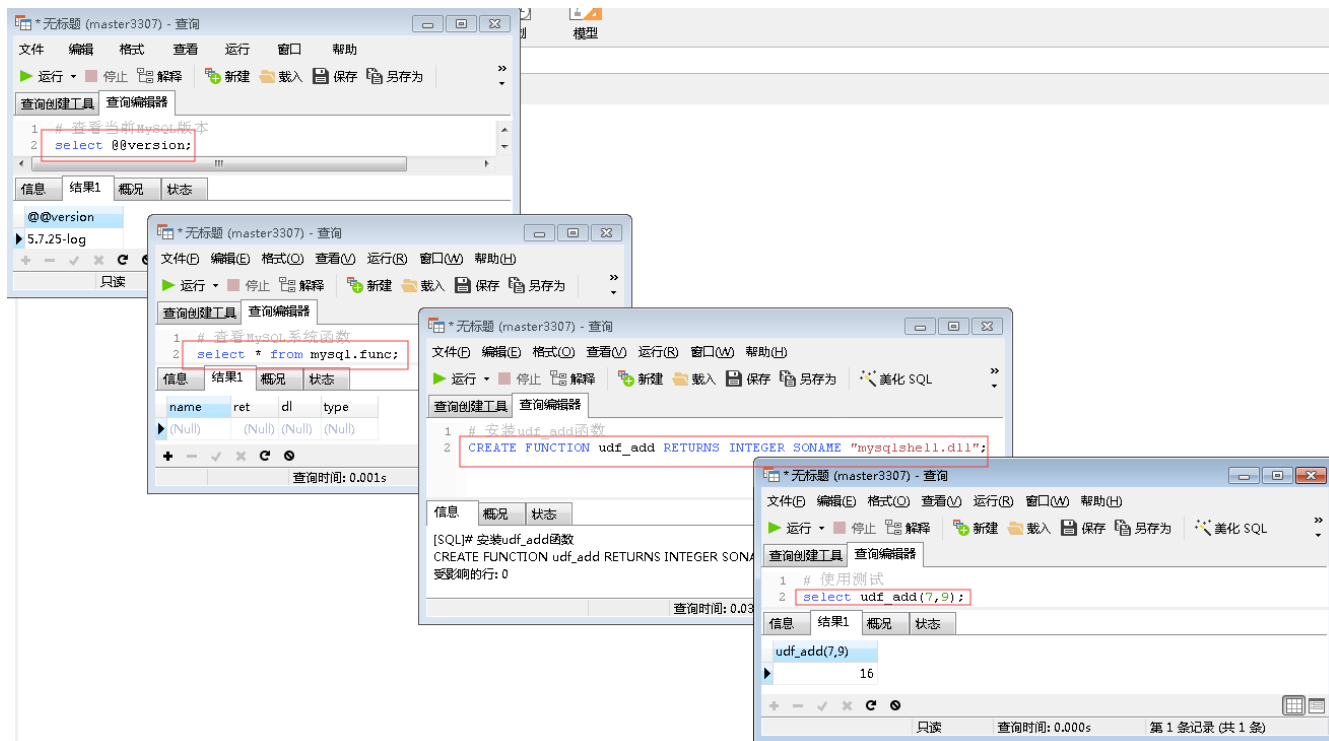 *无标题 (master3307) - 查询
文件 编辑 格式 查看 运行 窗口 帮助
运行 停止 解释 新建 载入 保存 另存为 »
查询创建工具 查询编辑器
1 # 查看当前MySQL版本
2 select @@version;
信息 结果1 概况 状态
@@version
5.7.25-log
只读
模型
*无标题 (master3307) - 查询
文件(F) 编辑(E) 格式(O) 查看(V) 运行(R) 窗口(W) 帮助(H)
运行 停止 解释 新建 载入 保存 另存为 »
查询创建工具 查询编辑器
1 # 查看MySQL系统函数
2 select * from mysql.func;
信息 结果1 概况 状态
name ret dl type
(Null) (Null) (Null) (Null)
查询时间: 0.001s
*无标题 (master3307) - 查询
文件(F) 编辑(E) 格式(O) 查看(V) 运行(R) 窗口(W) 帮助(H)
运行 停止 解释 新建 载入 保存 另存为 美化 SQL »
查询创建工具 查询编辑器
1 # 安装udf_add函数
2 CREATE FUNCTION udf_add RETURNS INTEGER SONAME "mysqlshell.dll";
信息 概况 状态
[SQL]# 安装udf_add函数
CREATE FUNCTION udf_add RETURNS INTEGER SONA
受影响的行: 0
查询时间: 0.03
*无标题 (master3307) - 查询
文件(F) 编辑(E) 格式(O) 查看(V) 运行(R) 窗口(W) 帮助(H)
运行 停止 解释 新建 载入 保存 另存为 美化 SQL »
查询创建工具 查询编辑器
1 # 使用测试
2 select udf_add(7,9);
信息 结果1 概况 状态
udf_add(7,9)
16
只读 查询时间: 0.000s 第 1 条记录 (共 1 条)